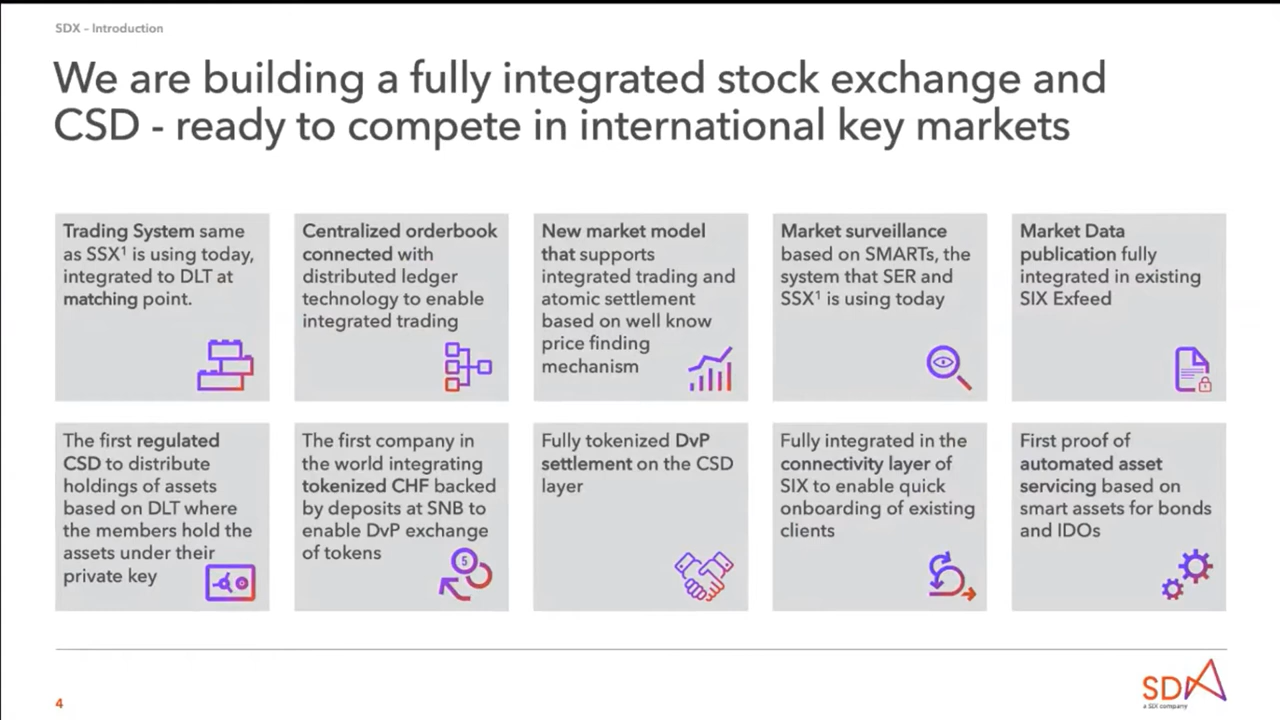 SDX – Introduction
We are building a fully integrated stock exchange and
CSD - ready to compete in international key markets
Trading System same
as SSX¹ is using today,
integrated to DLT at
matching point.
Centralized orderbook
connected with
distributed ledger
technology to enable
integrated trading
New market model
that supports
integrated trading and
atomic settlement
based on well know
price finding
mechanism
Market surveillance
based on SMARTs, the
system that SER and
SSX¹ is using today
Market Data
publication fully
integrated in existing
SIX Exfeed
The first regulated
CSD to distribute
holdings of assets
based on DLT where
the members hold the
assets under their
private key
The first company in
the world integrating
tokenized CHF backed
by deposits at SNB to
enable DvP exchange
of tokens
5
Fully tokenized DvP
settlement on the CSD
layer
Fully integrated in the
connectivity layer of
SIX to enable quick
onboarding of existing
clients
First proof of
automated asset
servicing based on
smart assets for bonds
and IDOs
4
SDX
a SIX company